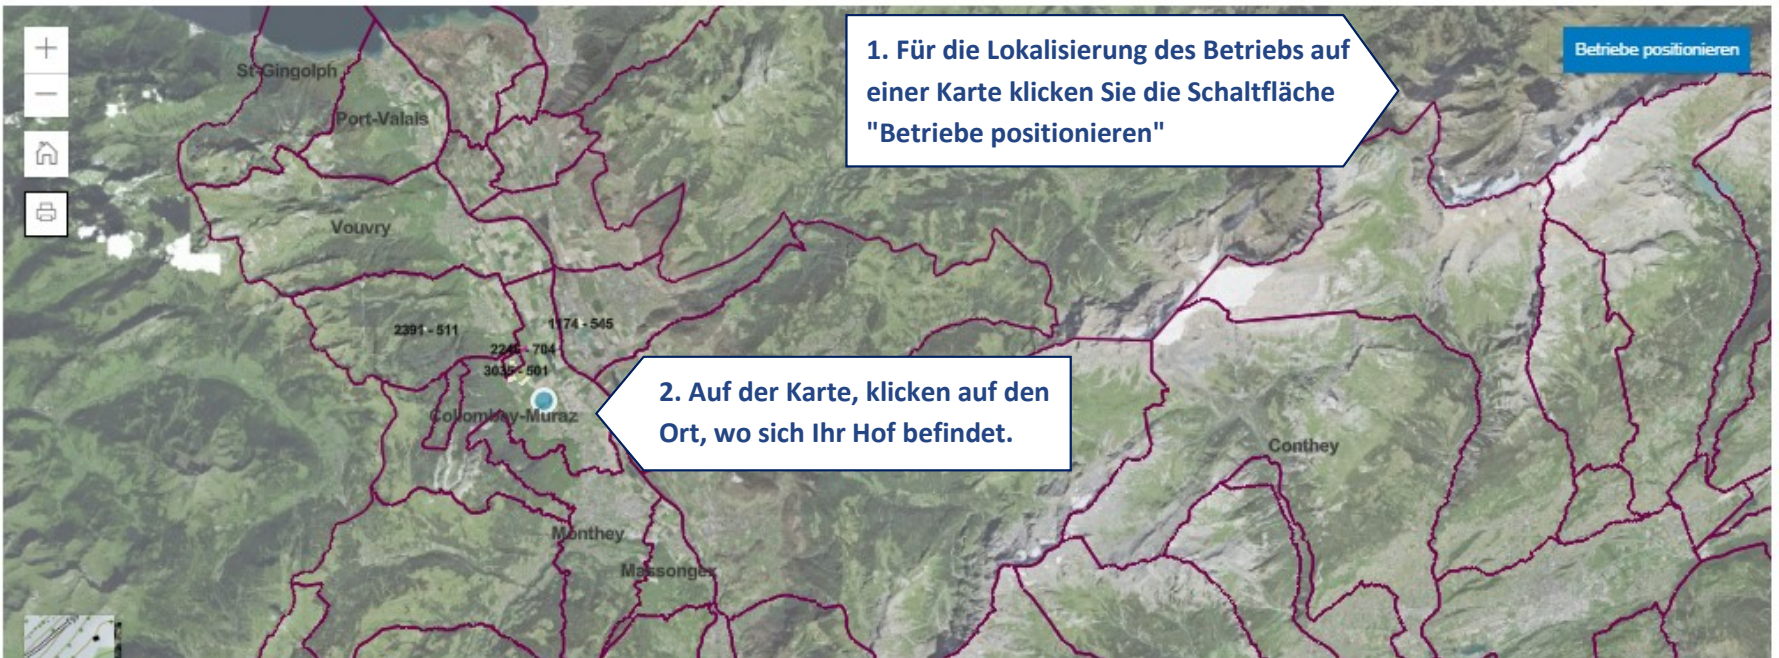 1. Für die Lokalisierung des Betriebs auf
einer Karte klicken Sie die Schaltfläche
"Betriebe positionieren"
Betriebe positionieren
St-Gingolph
Port-Valais
Vouvry
2391 - 511
1174 - 545
- 704
- 501
Collombey-Muraz
2. Auf der Karte, klicken auf den
Ort, wo sich Ihr Hof befindet.
Conthey
Monthey
Massongex